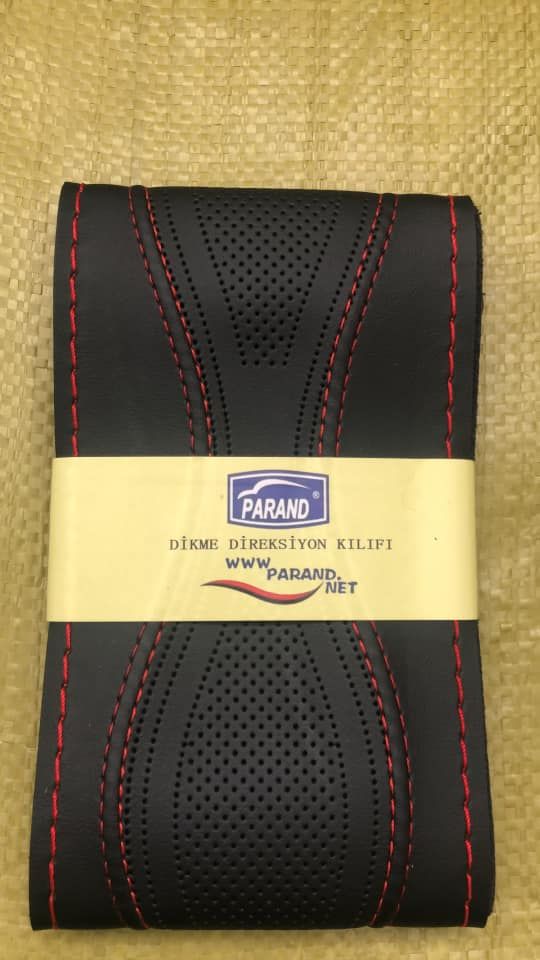 PARAND ®
DİKME DİREKSİYON KILIFI
WWW
PARAND.
NET